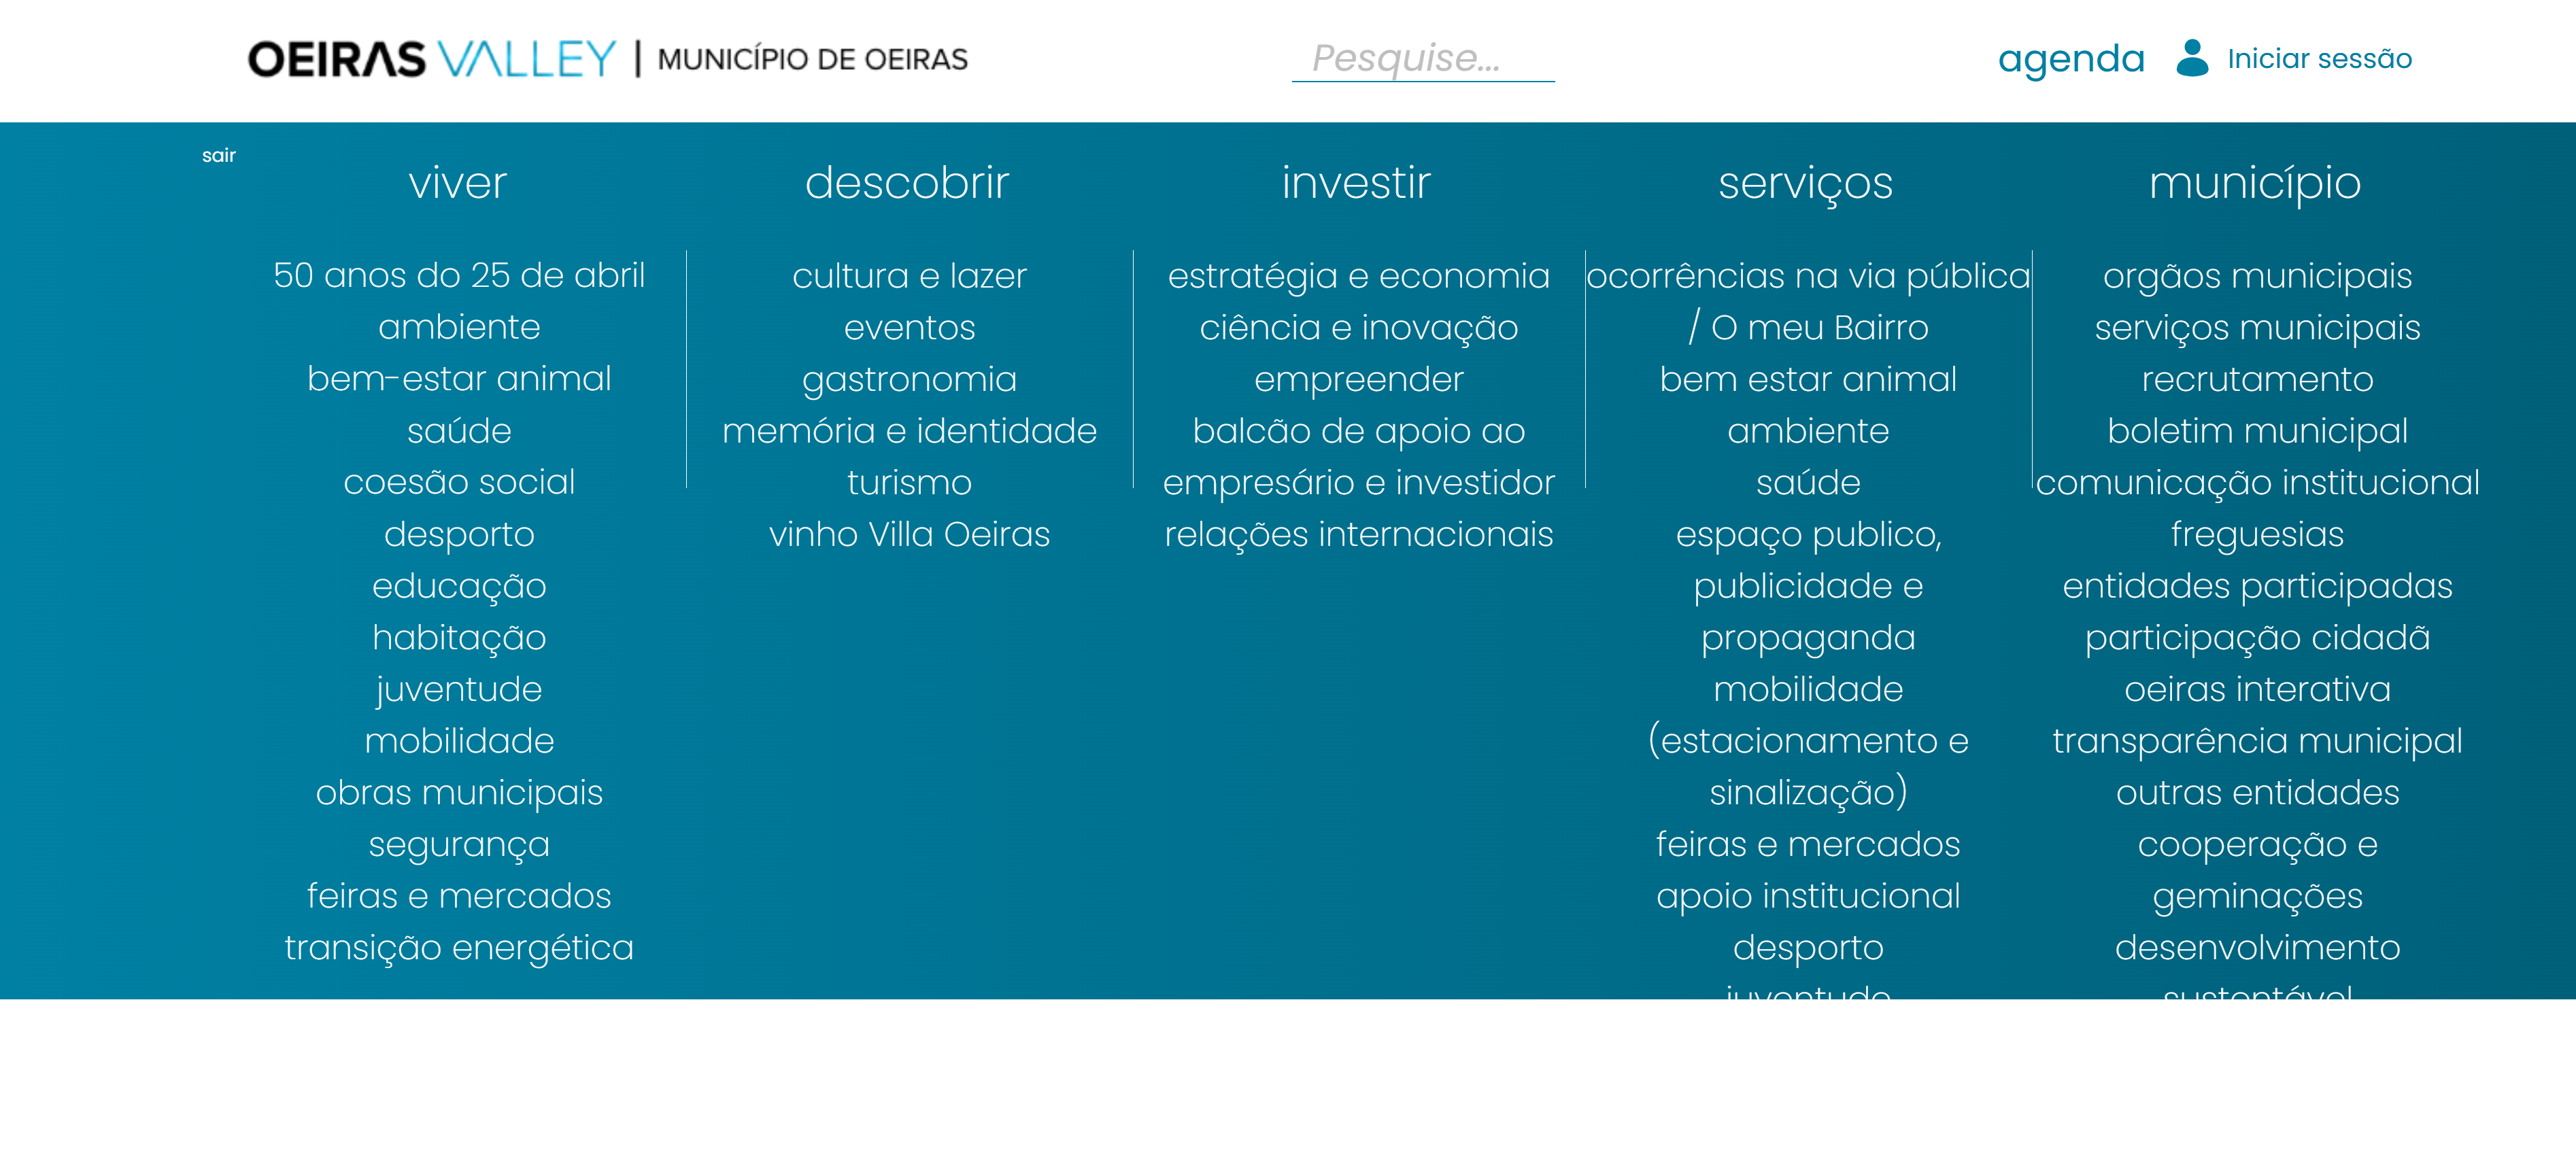 OEIRAS VALLEY | MUNICÍPIO DE OEIRAS
Pesquise...
agenda
Iniciar sessão
sair
viver
50 anos do 25 de abril
ambiente
bem-estar animal
saúde
coesão social
desporto
educação
habitação
juventude
mobilidade
obras municipais
segurança
feiras e mercados
transição energética
descobrir
cultura e lazer
eventos
gastronomia
memória e identidade
turismo
vinho Villa Oeiras
investir
estratégia e economia
ciência e inovação
empreender
balcão de apoio ao
empresário e investidor
relações internacionais
serviços
ocorrências na via pública
/ O meu Bairro
bem estar animal
ambiente
saúde
espaço publico,
publicidade e
propaganda
mobilidade
(estacionamento e
sinalização)
feiras e mercados
apoio institucional
desporto
juventude
município
orgãos municipais
serviços municipais
recrutamento
boletim municipal
comunicação institucional
freguesias
entidades participadas
participação cidadã
oeiras interativa
transparência municipal
outras entidades
cooperação e
geminações
desenvolvimento
sustentável